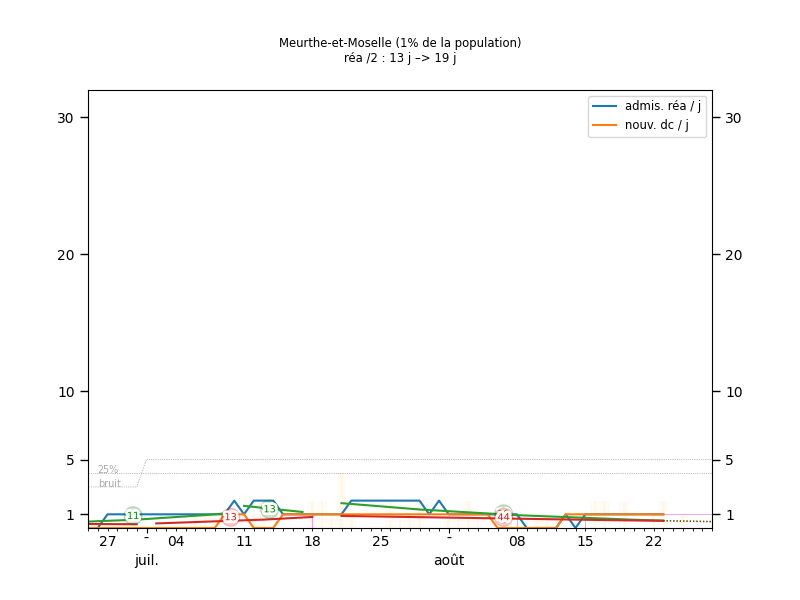 Meurthe-et-Moselle (1% de la population)
réa /2 : 13 j –> 19 j
admis. réa / j
nouv. dc / j
30 30
20 20
10 10
5 5
25%
bruit
1 1
11 13 13 44
27 - 04 11 18 25 - 08 15 22
juil. août